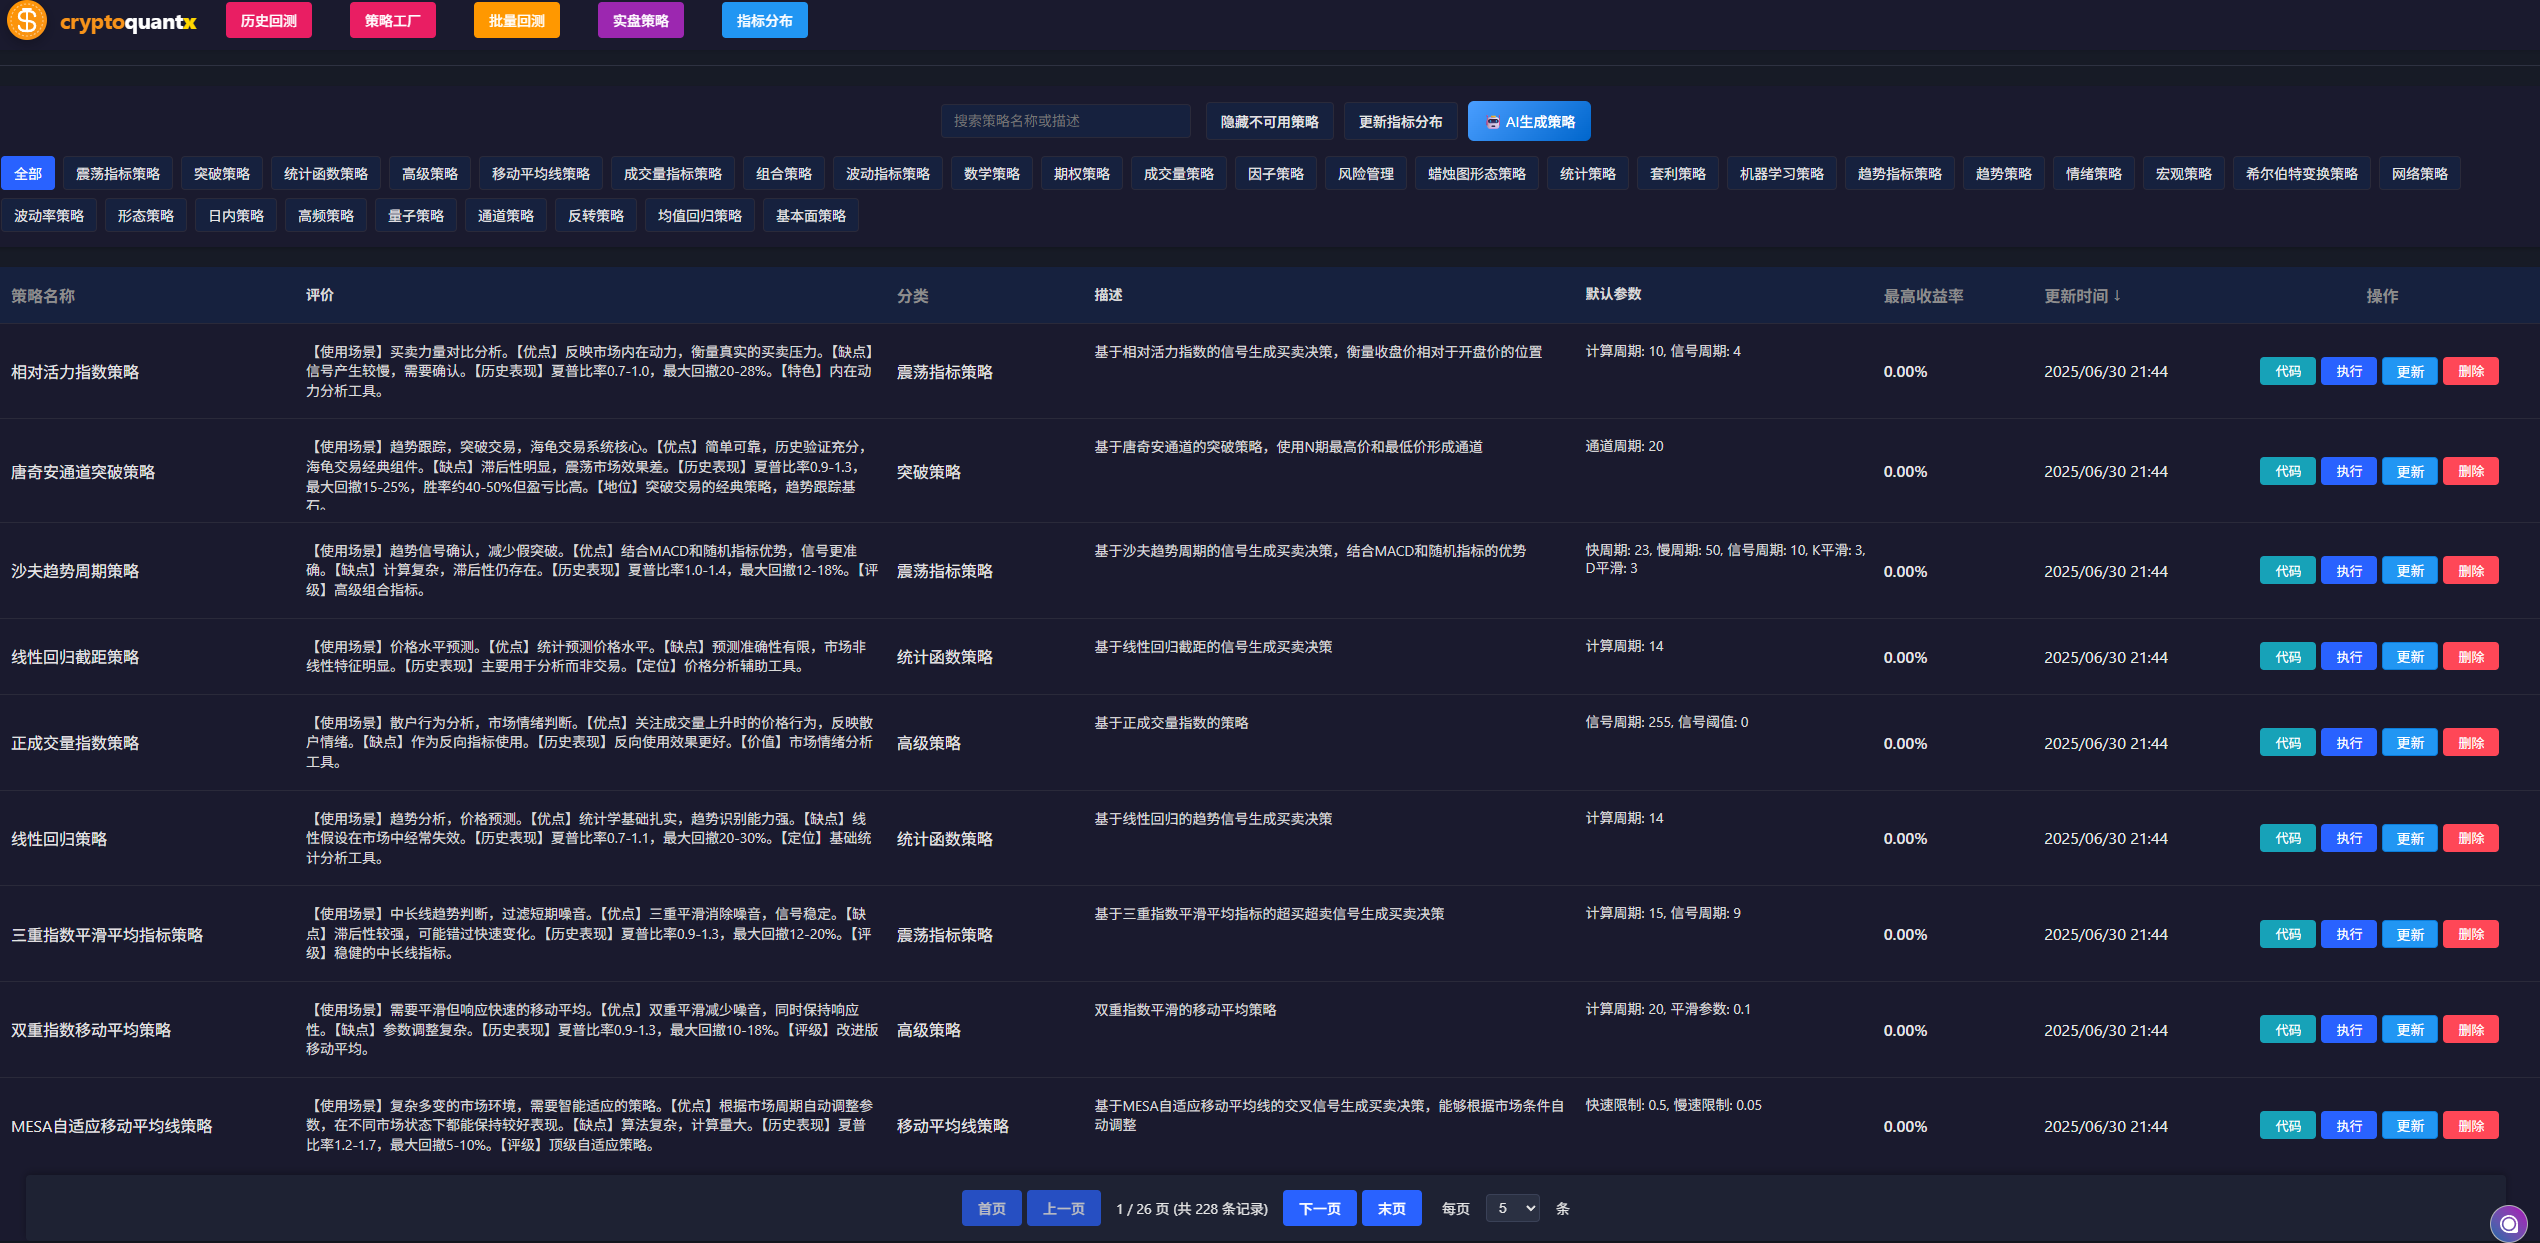 cryptoquantx
历史回测
策略工厂
批量回测
实盘策略
指标分布
搜索策略名称或描述
隐藏不可用策略
更新指标分布
AI生成策略
全部
震荡指标策略
突破策略
统计函数策略
高级策略
移动平均线策略
成交量指标策略
组合策略
波动指标策略
数学策略
期权策略
成交量策略
因子策略
风险管理
蜡烛图形态策略
统计策略
套利策略
机器学习策略
趋势指标策略
趋势策略
情绪策略
宏观策略
希尔伯特变换策略
网络策略
波动率策略
形态策略
日内策略
高频策略
量子策略
通道策略
反转策略
均值回归策略
基本面策略
策略名称
评价
分类
描述
默认参数
最高收益率
更新时间 ↓
操作
相对活力指数策略
【使用场景】买卖力量对比分析。【优点】反映市场内在动力，衡量真实的买卖压力。【缺点】
信号产生较慢，需要确认。【历史表现】夏普比率0.7-1.0，最大回撤20-28%。【特色】内在动
力分析工具。
震荡指标策略
基于相对活力指数的信号生成买卖决策，衡量收盘价相对于开盘价的位置
计算周期: 10, 信号周期: 4
0.00%
2025/06/30 21:44
代码
执行
更新
删除
唐奇安通道突破策略
【使用场景】趋势跟踪，突破交易，海龟交易系统核心。【优点】简单可靠，历史验证充分，
海龟交易经典组件。【缺点】滞后性明显，震荡市场效果差。【历史表现】夏普比率0.9-1.3，
最大回撤15-25%，胜率约40-50%但盈亏比高。【地位】突破交易的经典策略，趋势跟踪基
石。
突破策略
基于唐奇安通道的突破策略，使用N期最高价和最低价形成通道
通道周期: 20
0.00%
2025/06/30 21:44
代码
执行
更新
删除
沙夫趋势周期策略
【使用场景】趋势信号确认，减少假突破。【优点】结合MACD和随机指标优势，信号更准
确。【缺点】计算复杂，滞后性仍存在。【历史表现】夏普比率1.0-1.4，最大回撤12-18%。【评
级】高级组合指标。
震荡指标策略
基于沙夫趋势周期的信号生成买卖决策，结合MACD和随机指标的优势
快周期: 23, 慢周期: 50, 信号周期: 10, K平滑: 3,
D平滑: 3
0.00%
2025/06/30 21:44
代码
执行
更新
删除
线性回归截距策略
【使用场景】价格水平预测。【优点】统计预测价格水平。【缺点】预测准确性有限，市场非
线性特征明显。【历史表现】主要用于分析而非交易。【定位】价格分析辅助工具。
统计函数策略
基于线性回归截距的信号生成买卖决策
计算周期: 14
0.00%
2025/06/30 21:44
代码
执行
更新
删除
正成交量指数策略
【使用场景】散户行为分析，市场情绪判断。【优点】关注成交量上升时的价格行为，反映散
户情绪。【缺点】作为反向指标使用。【历史表现】反向使用效果更好。【价值】市场情绪分析
工具。
高级策略
基于正成交量指数的策略
信号周期: 255, 信号阈值: 0
0.00%
2025/06/30 21:44
代码
执行
更新
删除
线性回归策略
【使用场景】趋势分析，价格预测。【优点】统计学基础扎实，趋势识别能力强。【缺点】线
性假设在市场中经常失效。【历史表现】夏普比率0.7-1.1，最大回撤20-30%。【定位】基础统
计分析工具。
统计函数策略
基于线性回归的趋势信号生成买卖决策
计算周期: 14
0.00%
2025/06/30 21:44
代码
执行
更新
删除
三重指数平滑平均指标策略
【使用场景】中长线趋势判断，过滤短期噪音。【优点】三重平滑消除噪音，信号稳定。【缺
点】滞后性较强，可能错过快速变化。【历史表现】夏普比率0.9-1.3，最大回撤12-20%。【评
级】稳健的中长线指标。
震荡指标策略
基于三重指数平滑平均指标的超买超卖信号生成买卖决策
计算周期: 15, 信号周期: 9
0.00%
2025/06/30 21:44
代码
执行
更新
删除
双重指数移动平均策略
【使用场景】需要平滑但响应快速的移动平均。【优点】双重平滑减少噪音，同时保持响应
性。【缺点】参数调整复杂。【历史表现】夏普比率0.9-1.3，最大回撤10-18%。【评级】改进版
移动平均。
高级策略
双重指数平滑的移动平均策略
计算周期: 20, 平滑参数: 0.1
0.00%
2025/06/30 21:44
代码
执行
更新
删除
MESA自适应移动平均线策略
【使用场景】复杂多变的市场环境，需要智能适应的策略。【优点】根据市场周期自动调整参
数，在不同市场状态下都能保持较好表现。【缺点】算法复杂，计算量大。【历史表现】夏普
比率1.2-1.7，最大回撤5-10%。【评级】顶级自适应策略。
移动平均线策略
基于MESA自适应移动平均线的交叉信号生成买卖决策，能够根据市场条件自
动调整
快速限制: 0.5, 慢速限制: 0.05
0.00%
2025/06/30 21:44
代码
执行
更新
删除
首页
上一页
1 / 26 页 (共 228 条记录)
下一页
末页
每页
5
条